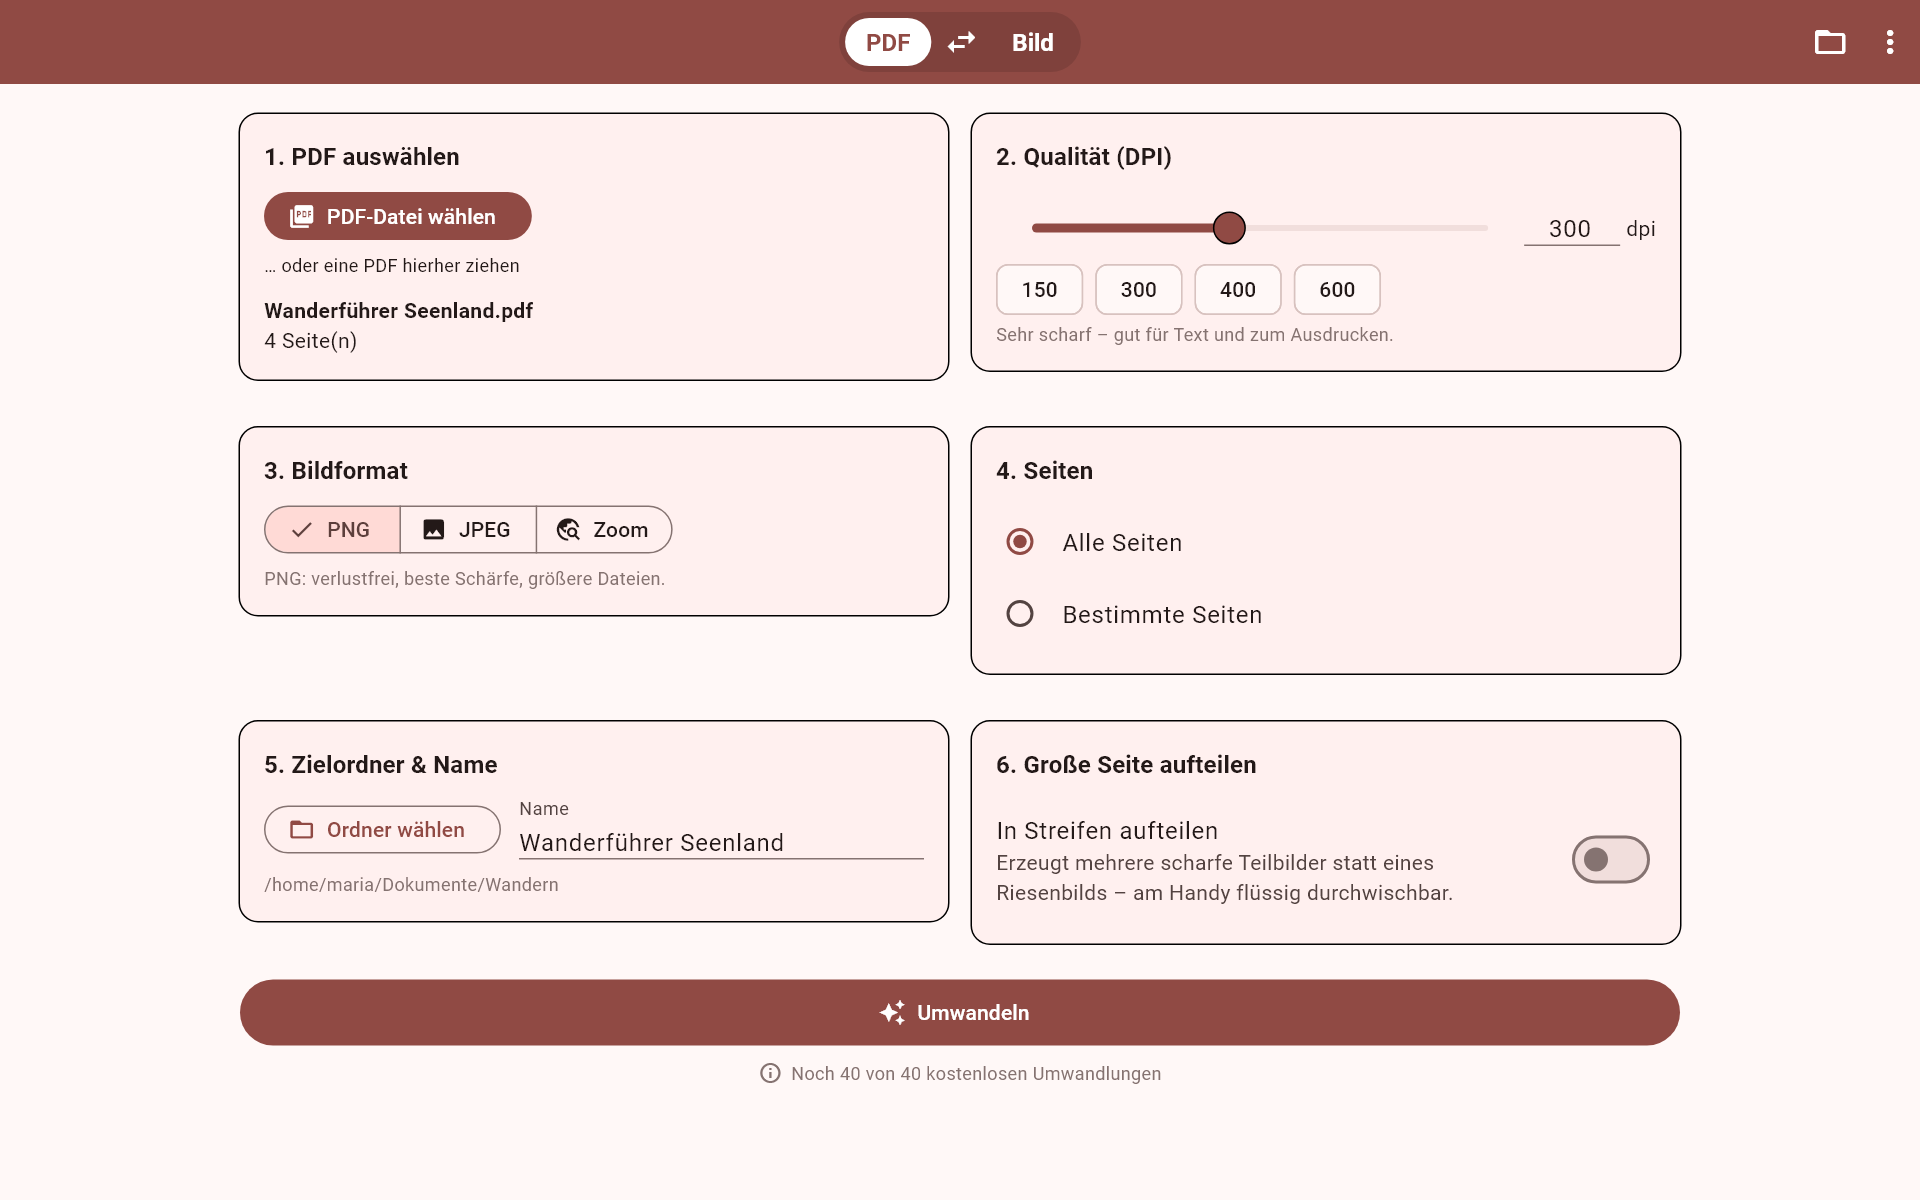 PDF
Bild
1. PDF auswählen
PDF-Datei wählen
... oder eine PDF hierher ziehen
Wanderführer Seenland.pdf
4 Seite(n)
2. Qualität (DPI)
300 dpi
150 300 400 600
Sehr scharf – gut für Text und zum Ausdrucken.
3. Bildformat
PNG JPEG Zoom
PNG: verlustfrei, beste Schärfe, größere Dateien.
4. Seiten
Alle Seiten
Bestimmte Seiten
5. Zielordner & Name
Ordner wählen
Name
Wanderführer Seenland
/home/maria/Dokumente/Wandern
6. Große Seite aufteilen
In Streifen aufteilen
Erzeugt mehrere scharfe Teilbilder statt eines
Riesenbilds – am Handy flüssig durchwischbar.
Umwandeln
Noch 40 von 40 kostenlosen Umwandlungen